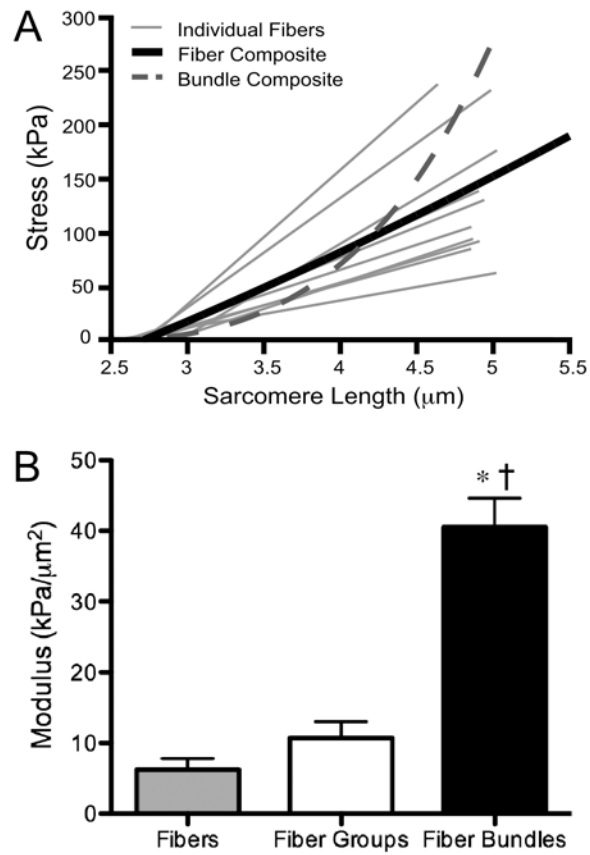 A
Individual Fibers
Fiber Composite
Bundle Composite
Stress (kPa)
300
250
200
150
100
50
0
2.5 3 3.5 4 4.5 5 5.5
Sarcomere Length (μm)
B
Modulus (kPa/μm²)
50
40
30
20
10
0
* †
Fibers Fiber Groups Fiber Bundles